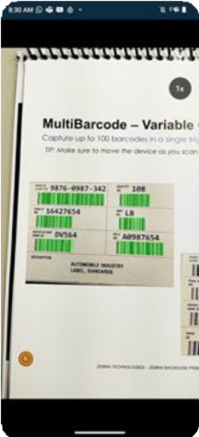 8:30 AM
1x
MultiBarcode – Variable
Capture up to 100 barcodes in a single trig
TIP: Make sure to move the device as you scan
9876-0987-342
108
16427654
LB
DV564
A0987654
AUTOMOBILE INDUSTRY
LABEL, STANDARDS
ZEBRA TECHNOLOGIES